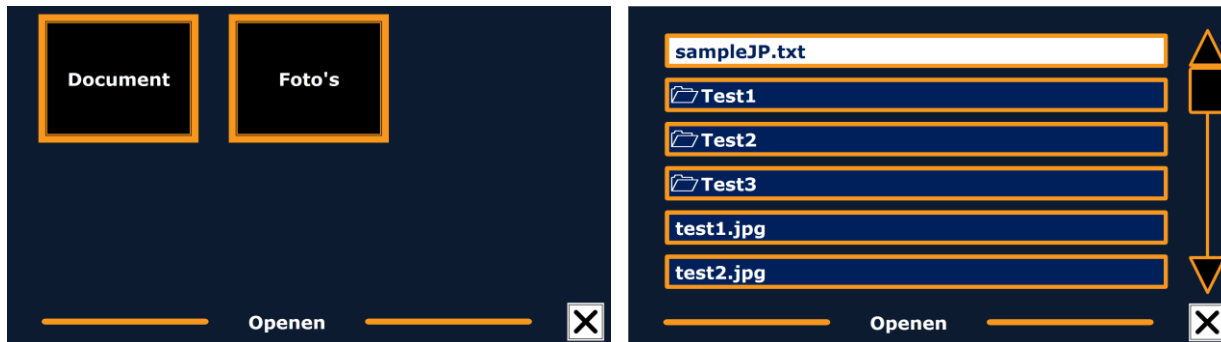 Document
Foto's
Openen
sampleJP.txt
Test1
Test2
Test3
test1.jpg
test2.jpg
Openen